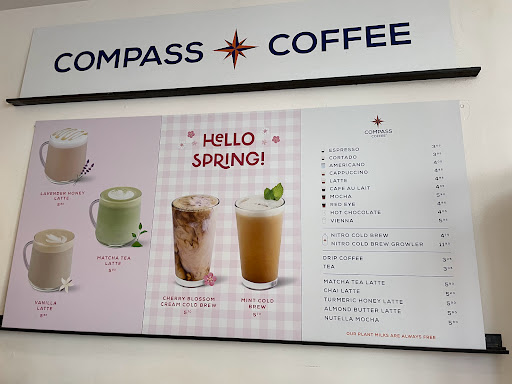 COMPASS COFFEE
LAVENDER HONEY
LATTE
MATCHA TEA
LATTE
VANILLA
LATTE
HELLO
SPRING!
CHERRY BLOSSOM
CREAM COLD BREW
MINT COLD
BREW
COMPASS
COFFEE
ESPRESSO
CORTADO
AMERICANO
CAPPUCCINO
LATTE
CAFE AU LAIT
MOCHA
RED EYE
HOT CHOCOLATE
VIENNA
NITRO COLD BREW
NITRO COLD BREW GROWLER
DRIP COFFEE
TEA
MATCHA TEA LATTE
CHAI LATTE
TURMERIC HONEY LATTE
ALMOND BUTTER LATTE
NUTELLA MOCHA
OUR PLANT MILKS ARE ALWAYS FREE